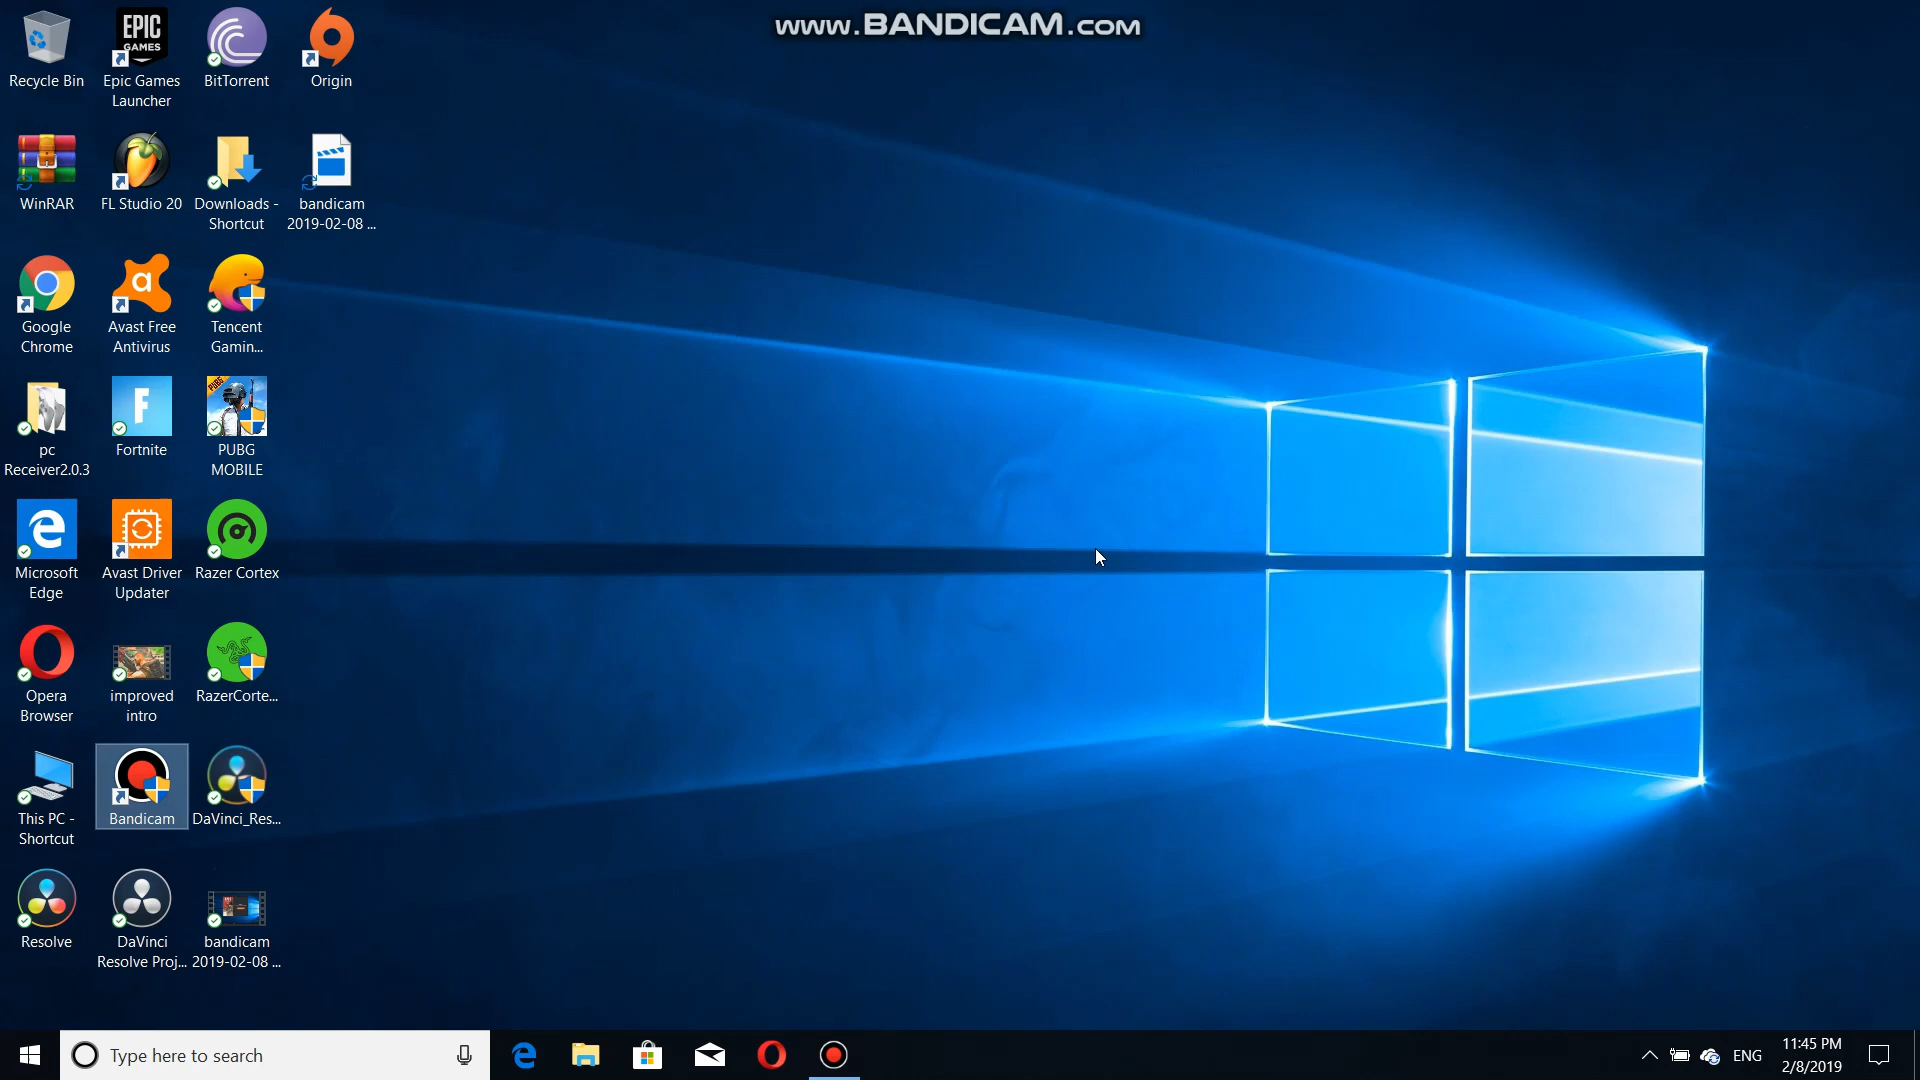 www.BANDICAM.com
Recycle Bin
EPIC
GAMES
Epic Games
Launcher
BitTorrent
Origin
WinRAR
FL Studio 20
Downloads -
Shortcut
bandicam
2019-02-08 ...
Google
Chrome
a
Avast Free
Antivirus
Tencent
Gamin...
pc
Receiver2.0.3
F
Fortnite
PUBG
PUBG
MOBILE
Microsoft
Edge
Avast Driver
Updater
Razer Cortex
Opera
Browser
improved
intro
RazerCorte...
This PC -
Shortcut
Bandicam
DaVinci_Res...
Resolve
DaVinci
Resolve Proj...
bandicam
2019-02-08 ...
Type here to search
ENG
11:45 PM
2/8/2019